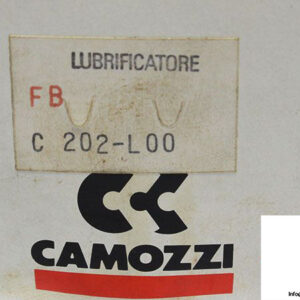 LUBRIFICATORE
FB
C 202-L00
CAMOZZI